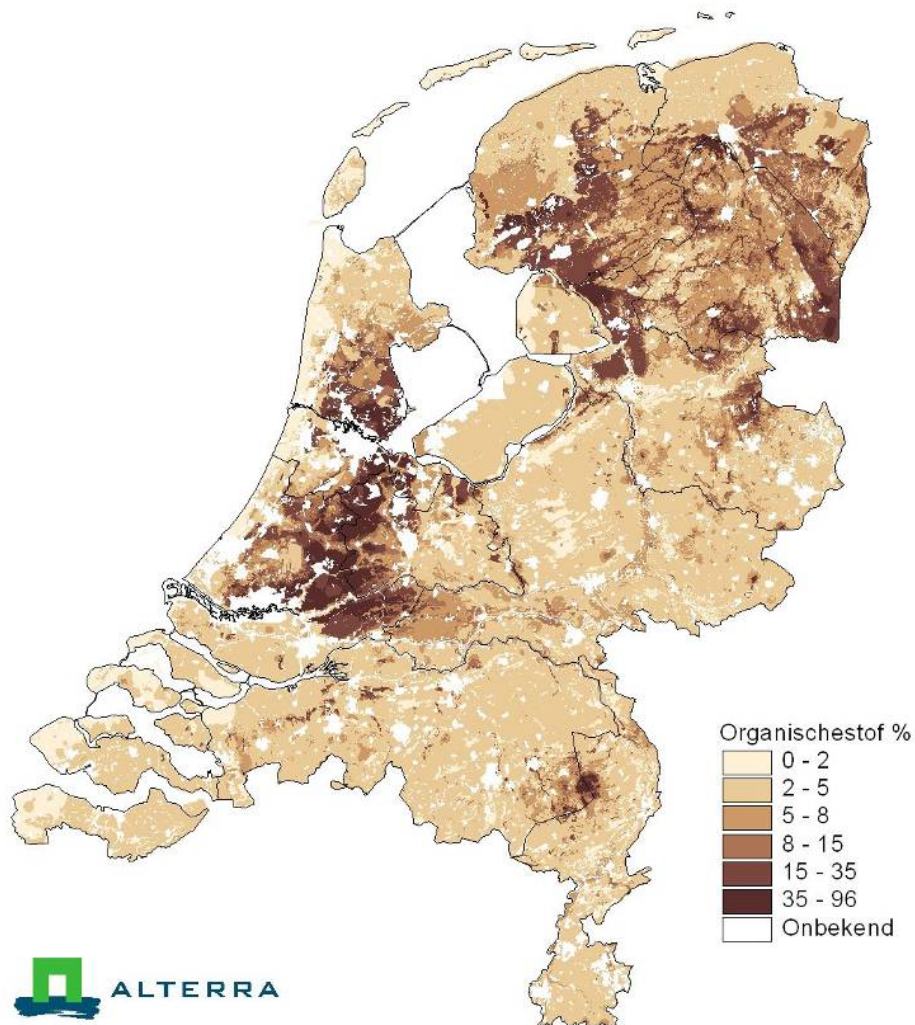 Organischestof %
0 - 2
2 - 5
5 - 8
8 - 15
15 - 35
35 - 96
Onbekend
ALTERRA